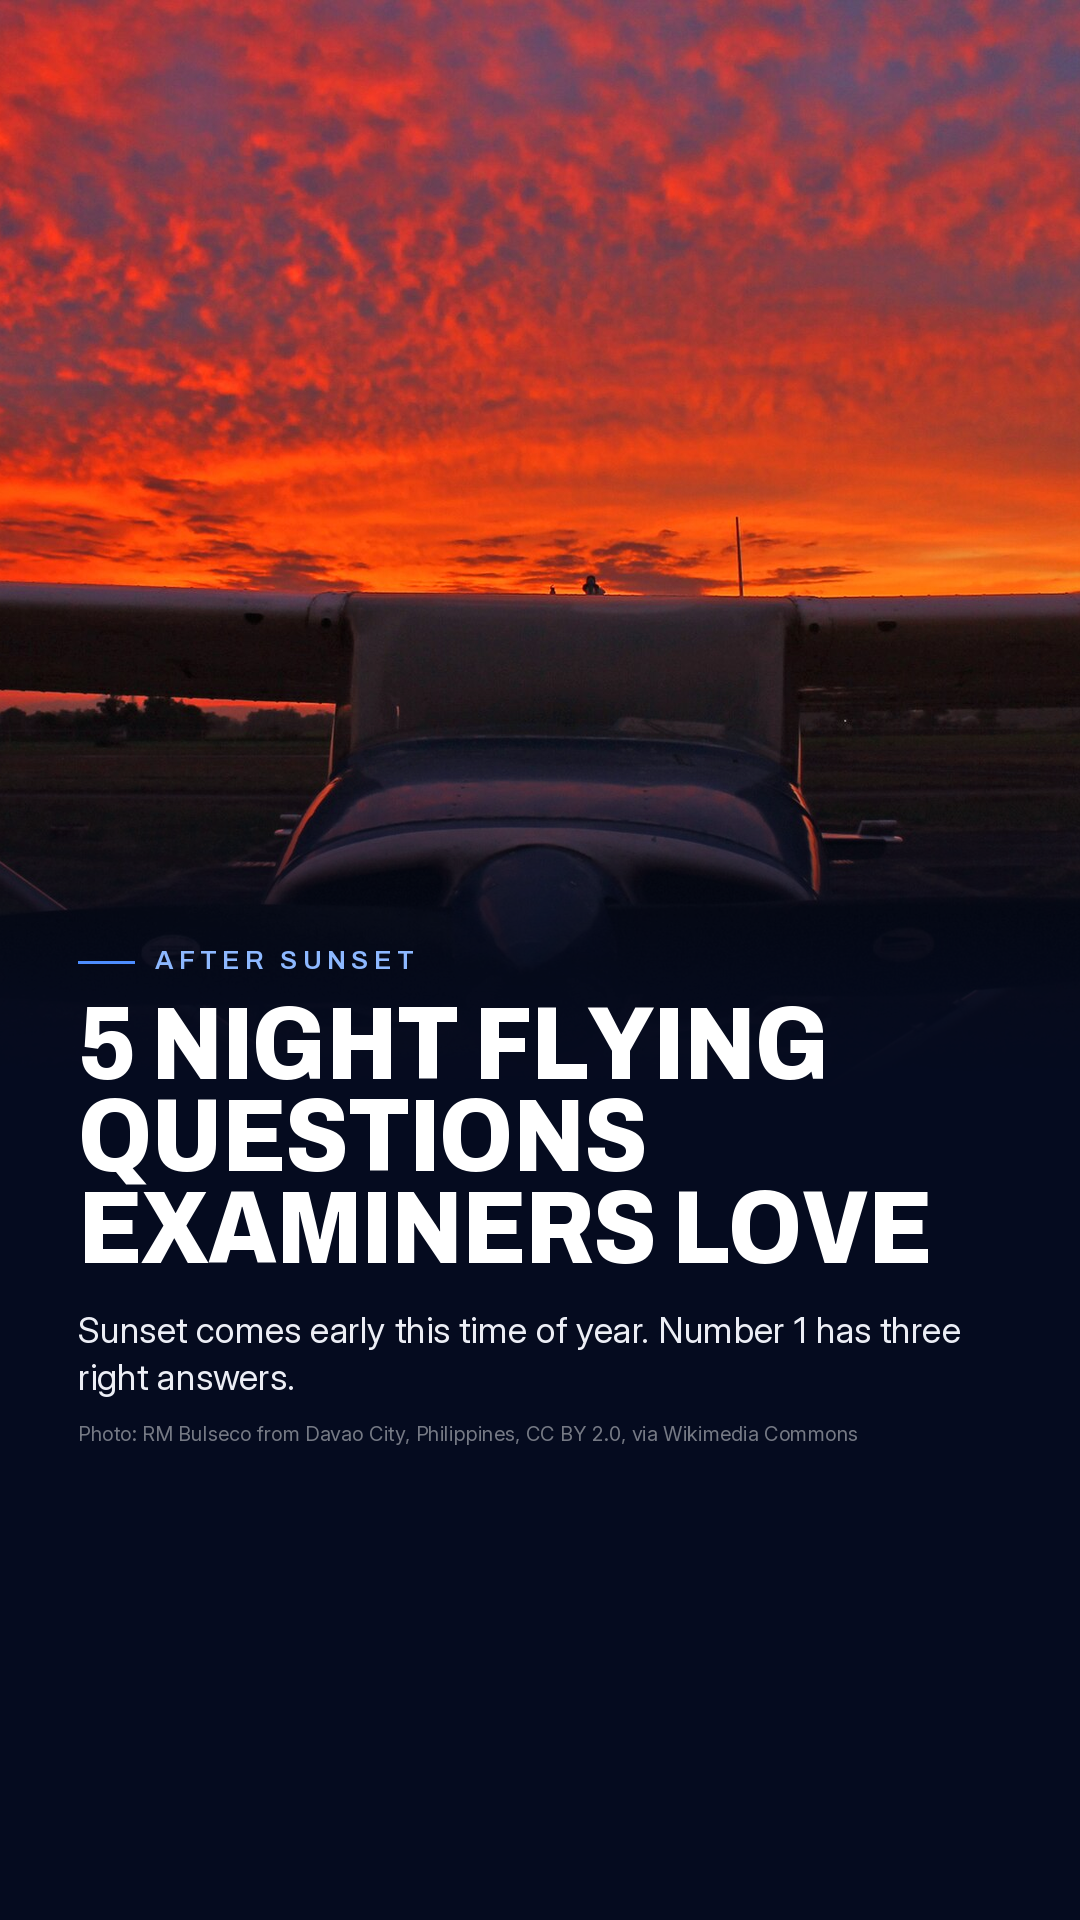 AFTER SUNSET
5 NIGHT FLYING
QUESTIONS
EXAMINERS LOVE
Sunset comes early this time of year. Number 1 has three
right answers.
Photo: RM Bulseco from Davao City, Philippines, CC BY 2.0, via Wikimedia Commons